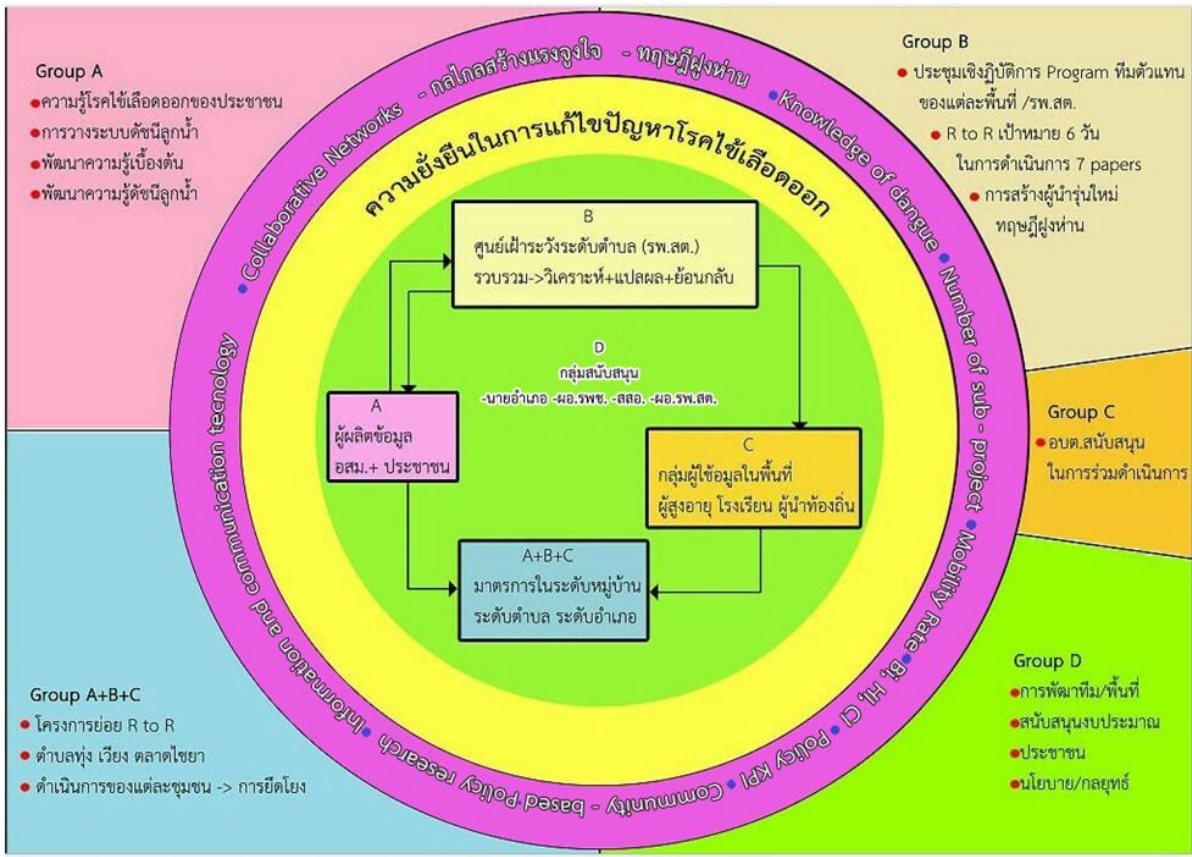 Group A
●ความรู้โรคไข้เลือดออกของประชาชน
●การวางระบบดัชนีลูกน้ำ
●พัฒนาความรู้เบื้องต้น
●พัฒนาความรู้ดัชนีลูกน้ำ
Group B
● ประชุมเชิงฏิบัติการ Program ทีมตัวแทน
ของแต่ละพื้นที่ /รพ.สต.
● R to R เป้าหมาย 6 วัน
ในการดำเนินการ 7 papers
● การสร้างผู้นำรุ่นใหม่
ทฤษฎีฝูงห่าน
● Collaborative Networks - กลไกลสร้างแรงจูงใจ - ทฤษฎีฝูงห่าน
● Knowledge of dangue ● Number of sub - project ● Mobility Rate ● Bi, HI, CI ● Policy KPI ● Community - based Policy research ● Information and communication tecnology
ความยั่งยืนในการแก้ไขปัญหาโรคไข้เลือดออก
B
ศูนย์เฝ้าระวังระดับตำบล (รพ.สต.)
รวบรวม->วิเคราะห์+แปลผล+ย้อนกลับ
D
กลุ่มสนับสนุน
-นายอำเภอ -ผอ.รพช. -สสอ. -ผอ.รพ.สต.
A
ผู้ผลิตข้อมูล
อสม.+ ประชาชน
C
กลุ่มผู้ใช้อมูลในพื้นที่
ผู้สูงอายุ โรงเรียน ผู้นำท้องถิ่น
A+B+C
มาตรการในระดับหมู่บ้าน
ระดับตำบล ระดับอำเภอ
Group C
● อบต.สนับสนุน
ในการร่วมดำเนินการ
Group A+B+C
● โครงการย่อย R to R
● ตำบลทุ่ง เวียง ตลาดไชยา
● ดำเนินการของแต่ละชุมชน -> การยึดโยง
Group D
●การพัฒาทีม/พื้นที่
●สนับสนุนงบประมาณ
●ประชาชน
●นโยบาย/กลยุทธ์